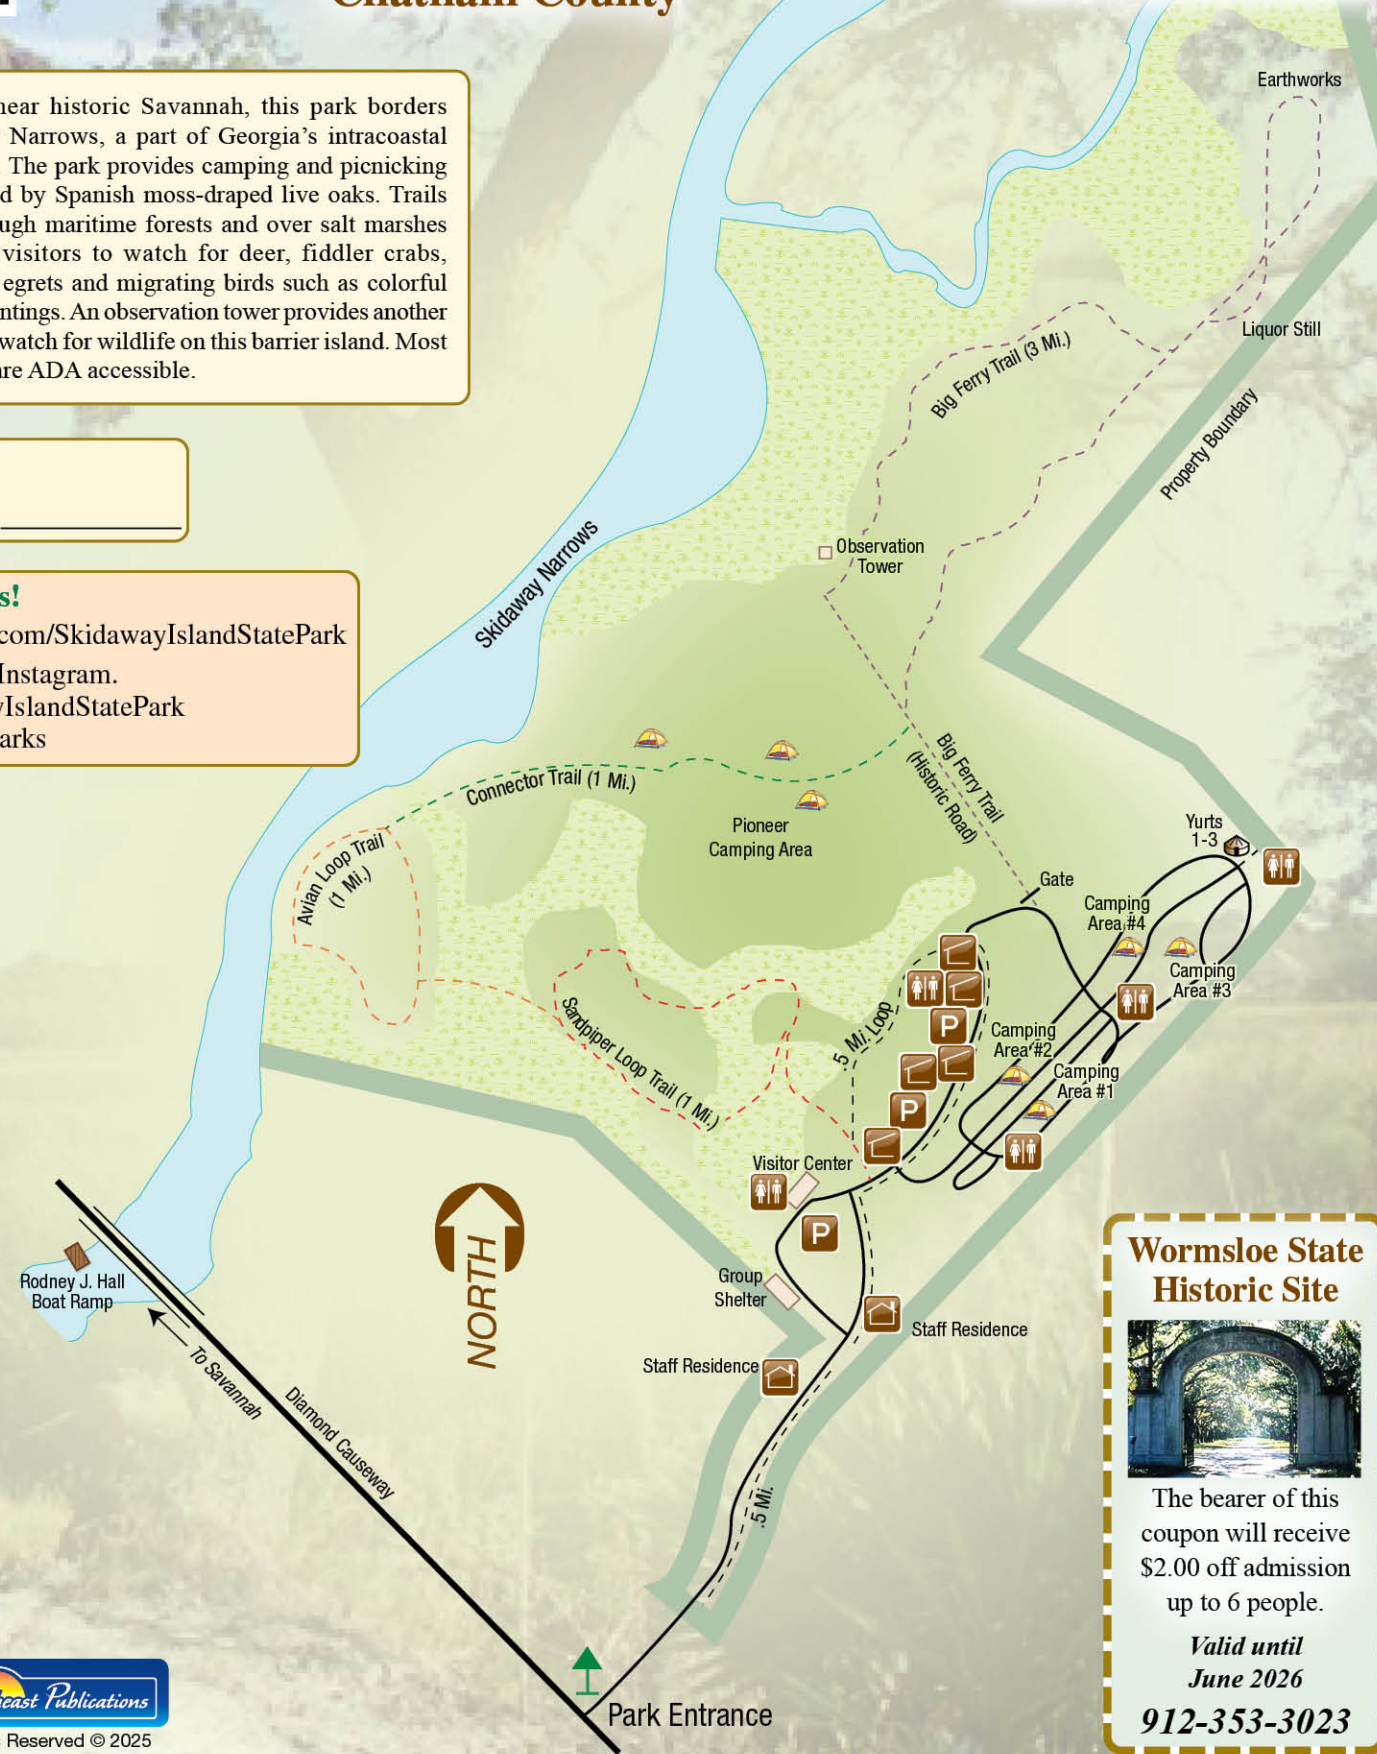 Chatham County
near historic Savannah, this park borders
Narrows, a part of Georgia's intracoastal
The park provides camping and picnicking
by Spanish moss-draped live oaks. Trails
maritime forests and over salt marshes
visitors to watch for deer, fiddler crabs,
egrets and migrating birds such as colorful
An observation tower provides another
watch for wildlife on this barrier island. Most
are ADA accessible.
s!
com/SkidawayIslandStatePark
Instagram.
yIslandStatePark
arks
Earthworks
Liquor Still
Big Ferry Trail (3 Mi.)
Property Boundary
Observation
Tower
Skidaway Narrows
Connector Trail (1 Mi.)
Pioneer
Camping Area
Big Ferry Trail
(Historic Road)
Avian Loop Trail
(1 Mi.)
Yurts
1-3
Gate
Camping
Area #4
Camping
Area #3
Sandpiper Loop Trail (1 Mi.)
.5 Mi. Loop
P
Camping
Area #2
Camping
Area #1
P
Visitor Center
P
NORTH
Group
Shelter
Staff Residence
Staff Residence
Rodney J. Hall
Boat Ramp
To Savannah
Diamond Causeway
.5 Mi.
Park Entrance
Wormsloe State
Historic Site
The bearer of this
coupon will receive
$2.00 off admission
up to 6 people.
Valid until
June 2026
912-353-3023
east Publications
Reserved © 2025